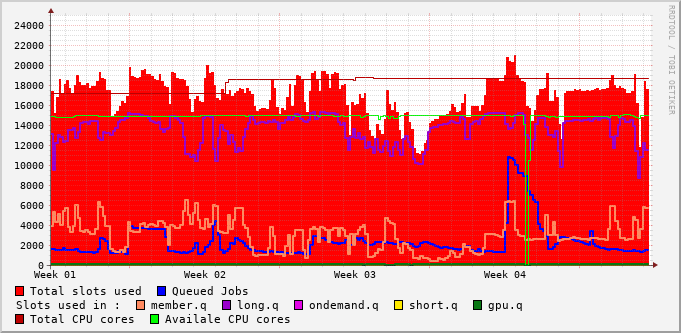 24000
22000
20000
18000
16000
14000
12000
10000
8000
6000
4000
2000
0
Week 01 Week 02 Week 03 Week 04
Total slots used Queued Jobs
Slots used in : member.q long.q ondemand.q short.q gpu.q
Total CPU cores Availale CPU cores
RRDTOOL / TOBI OETIKER